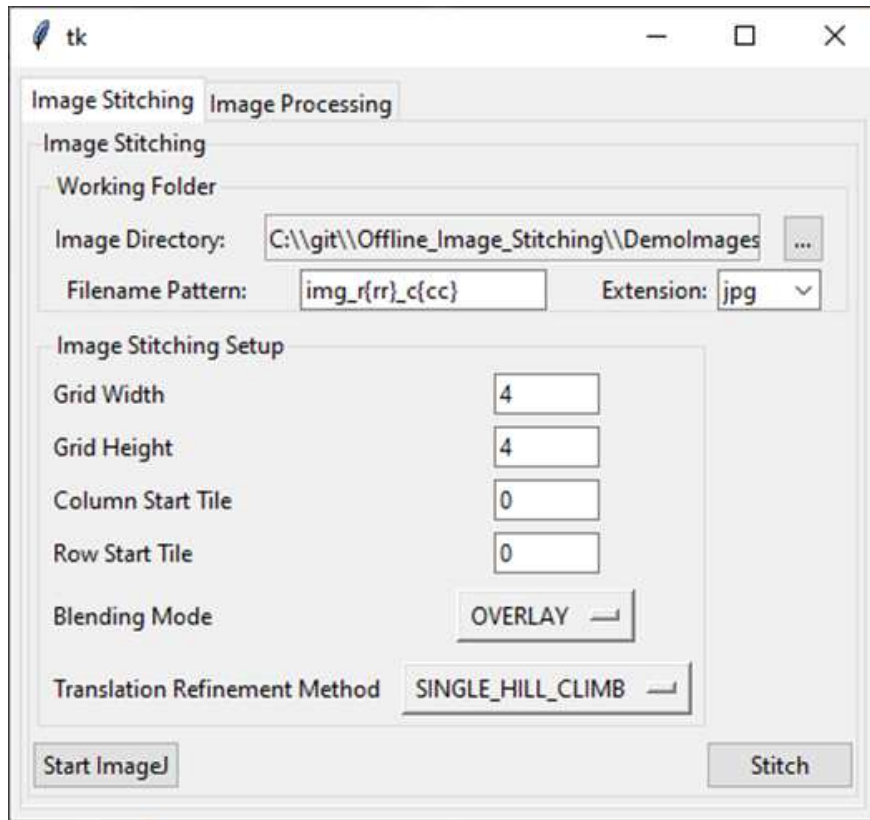 tk
Image Stitching Image Processing
Image Stitching
Working Folder
Image Directory: C:\\git\\Offline_Image_Stitching\\DemoImages ...
Filename Pattern: img_r{rr}_c{cc} Extension: jpg
Image Stitching Setup
Grid Width 4
Grid Height 4
Column Start Tile 0
Row Start Tile 0
Blending Mode OVERLAY
Translation Refinement Method SINGLE_HILL_CLIMB
Start ImageJ Stitch